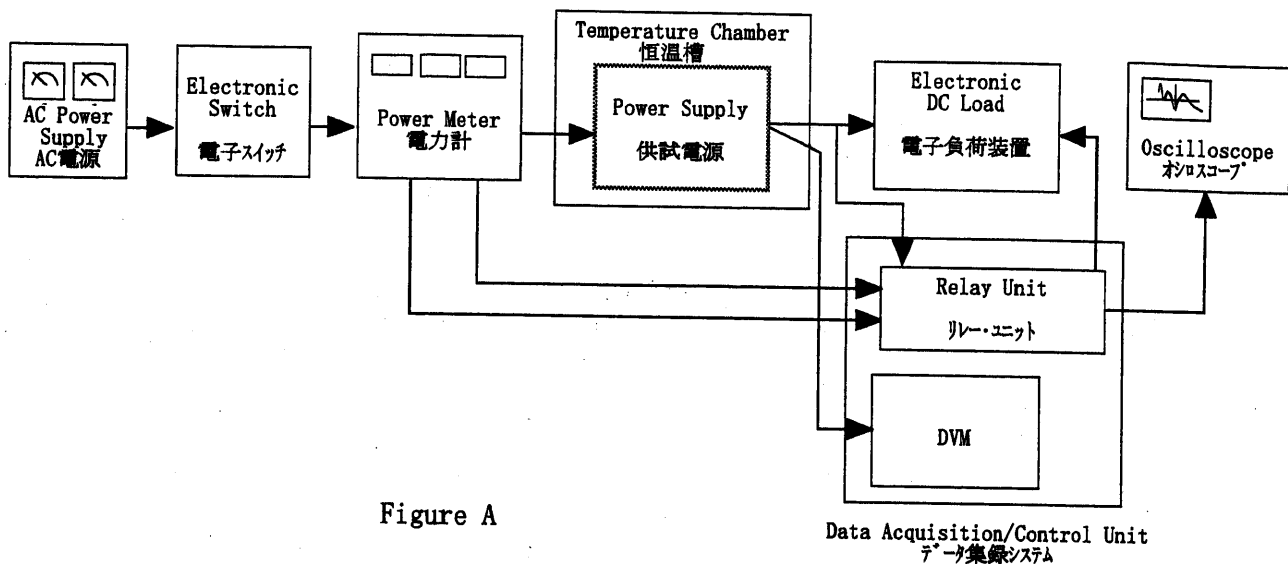 AC Power
Supply
AC電源
Electronic
Switch
電子スイッチ
Power Meter
電力計
Temperature Chamber
恒温槽
Power Supply
供試電源
Electronic
DC Load
電子負荷装置
Oscilloscope
オシロスコープ
Relay Unit
リレー・ユニット
DVM
Data Acquisition/Control Unit
データ集録システム
Figure A